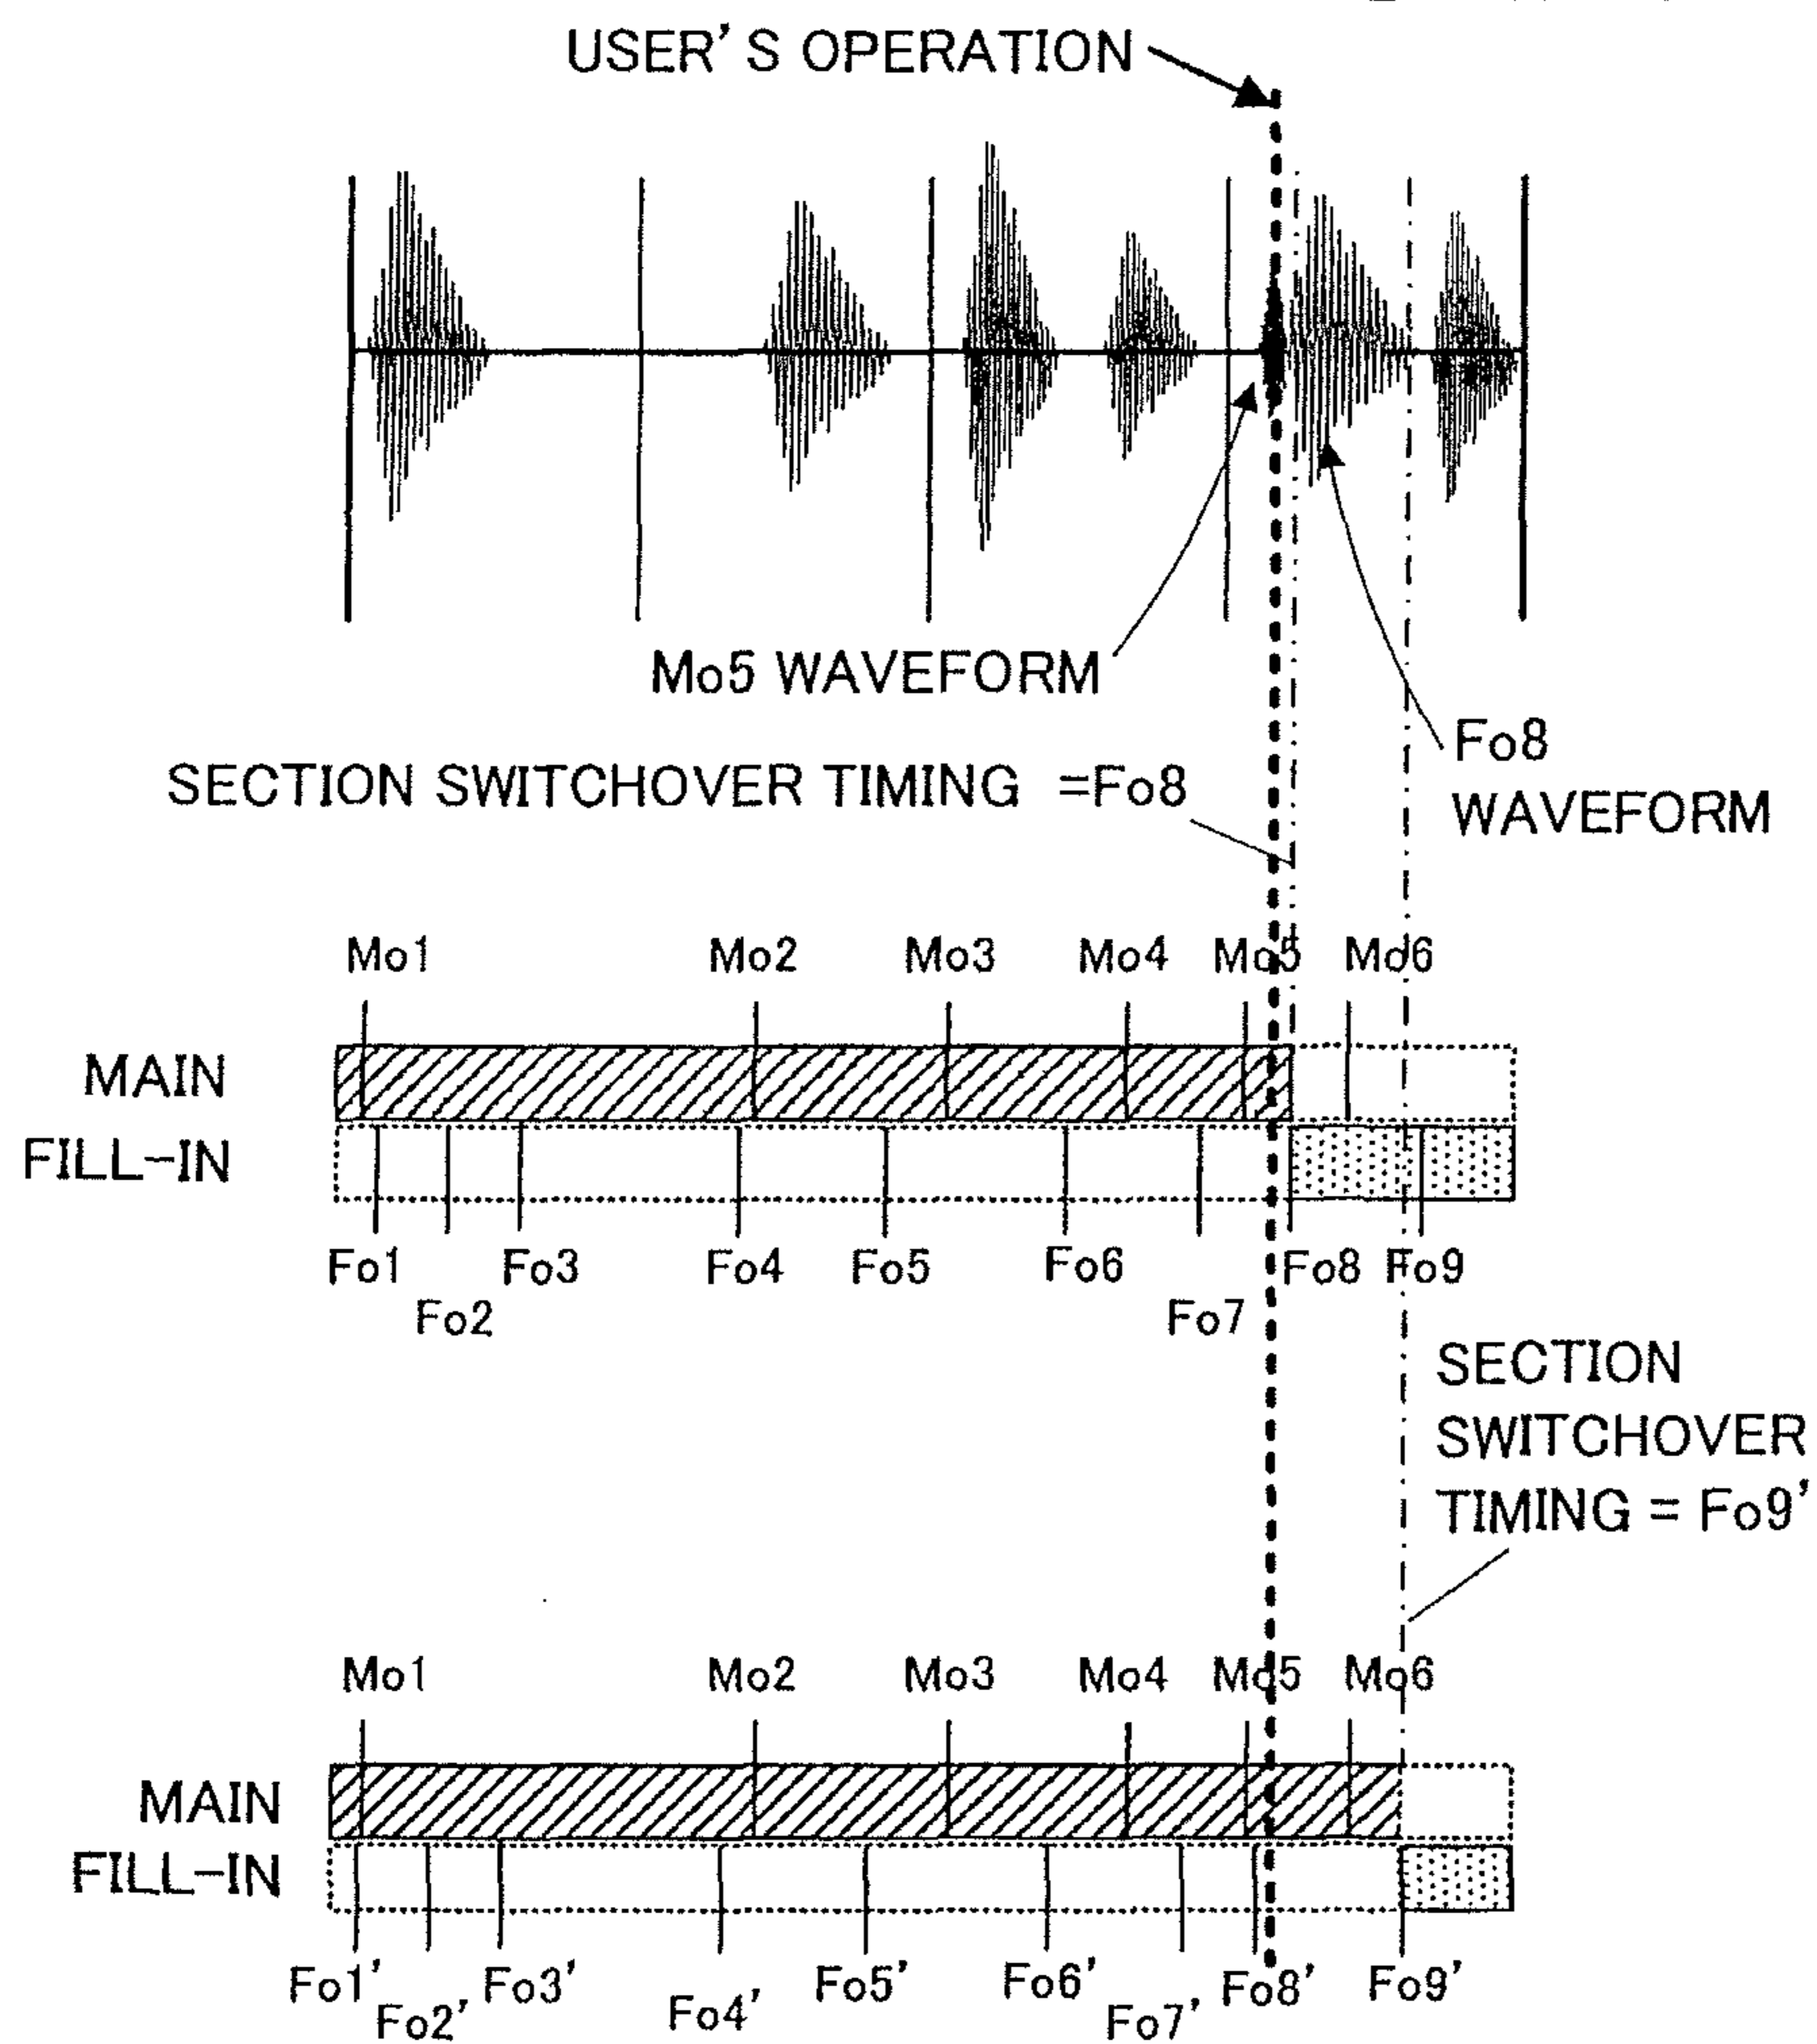 USER'S OPERATION
Mo5 WAVEFORM
Fo8
WAVEFORM
SECTION SWITCHOVER TIMING =Fo8
Mo1 Mo2 Mo3 Mo4 Mo5 Mo6
MAIN
FILL-IN
Fo1 Fo3 Fo4 Fo5 Fo6 Fo8 Fo9
Fo2 Fo7
SECTION
SWITCHOVER
TIMING = Fo9'
Mo1 Mo2 Mo3 Mo4 Mo5 Mo6
MAIN
FILL-IN
Fo1' Fo3' Fo5' Fo6' Fo8' Fo9'
Fo2' Fo4' Fo7'